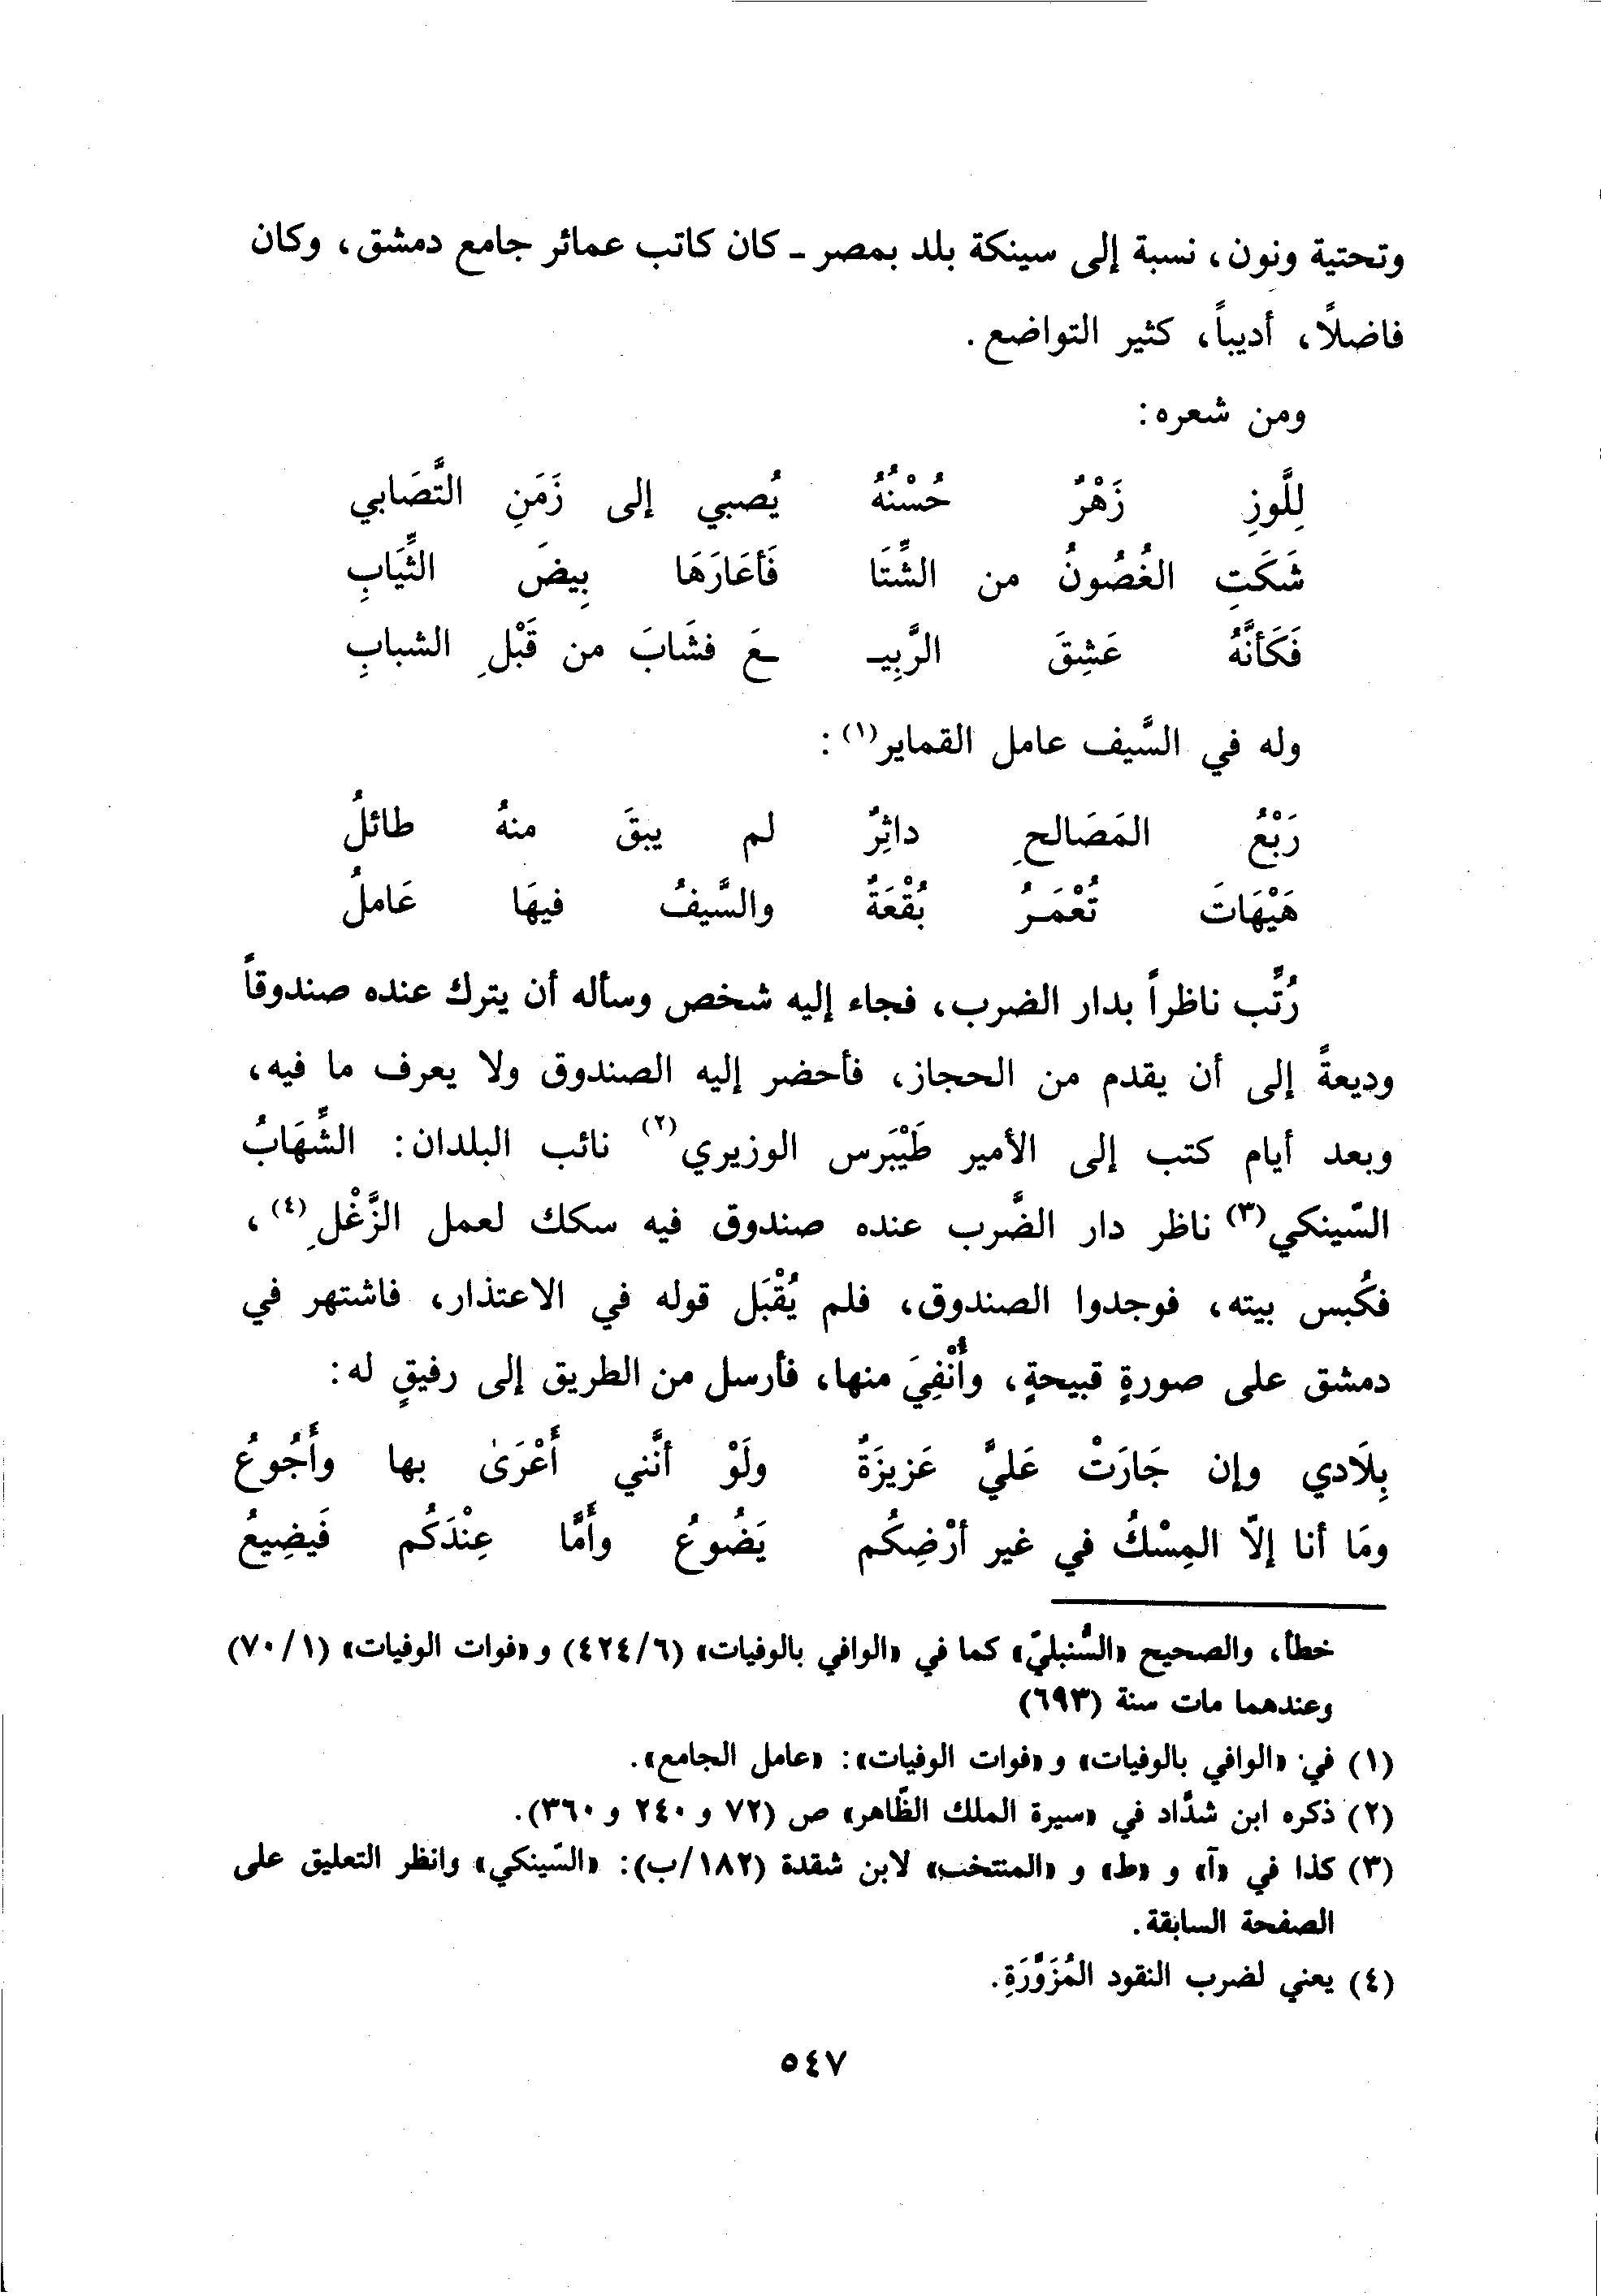 وتحتية ونون، نسبة إلى سينكة بلد بمصر - كان كاتب عمائر جامع دمشق، وكان
فاضلًا، أديباً، كثير التواضع.
ومن شعره:
لِلَّوزِ زَهْرٌ حُسْنُهُ يُصبي إلى زَمَنِ التَّصَابي
شَكَتِ الغُصُونُ من الشِّتَا فَأعَارَهَا بِيضَ الثِّيَابِ
فَكَأنَّهُ عَشِقَ الرَّبِيـ ـعَ فشَابَ من قَبْلِ الشبابِ
وله في السَّيف عامل القماير(١):
رَبْعُ المَصَالحِ داثِرٌ لم يبقَ منهُ طائلُ
هَيْهَاتَ تُعْمَرُ بُقْعَةٌ والسَّيفُ فيهَا عَاملُ
رُتِّب ناظراً بدار الضرب، فجاء إليه شخص وسأله أن يترك عنده صندوقاً
وديعةً إلى أن يقدم من الحجاز، فأحضر إليه الصندوق ولا يعرف ما فيه،
وبعد أيام كتب إلى الأمير طَيْبَرس الوزيري(٢) نائب البلدان: الشِّهَابُ
السّينكي(٣) ناظر دار الضَّرب عنده صندوق فيه سكك لعمل الزَّغْلِ(٤)،
فكُبس بيته، فوجدوا الصندوق، فلم يُقْبَل قوله في الاعتذار، فاشتهر في
دمشق على صورةٍ قبيحةٍ، وأُنْفِيَ منها، فأرسل من الطريق إلى رفيقٍ له:
بِلَادي وإن جَارَتْ عَليَّ عَزيزَةٌ ولَوْ أنَّني أَعْرَىٰ بها وأَجُوعُ
ومَا أنا إلّا المِسْكُ في غير أرْضِكُم يَضُوعُ وأَمَّا عِنْدَكُم فَيضِيعُ
خطأ، والصحيح «السُّنبليّ» كما في «الوافي بالوفيات» (٤٢٤/٦) و «فوات الوفيات» (٧٠/١)
وعندهما مات سنة (٦٩٣)
(١) في «الوافي بالوفيات» و «فوات الوفيات»: «عامل الجامع».
(٢) ذكره ابن شدَّاد في «سيرة الملك الظَّاهر» ص (٧٢ و ٢٤٠ و ٣٦٠).
(٣) كذا في «آ» و «ط» و «المنتخب» لابن شقدة (١٨٢/ب): «السّينكي» وانظر التعليق على
الصفحة السابقة.
(٤) يعني لضرب النقود المُزَوَّرَةِ.
٥٤٧